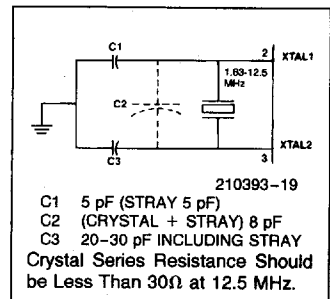 C1
2
XTAL1
1.63-12.5
MHz
C2
C3
3
XTAL2
210393-19
C1 5 pF (STRAY 5 pF)
C2 (CRYSTAL + STRAY) 8 pF
C3 20-30 pF INCLUDING STRAY
Crystal Series Resistance Should
be Less Than 30Ω at 12.5 MHz.